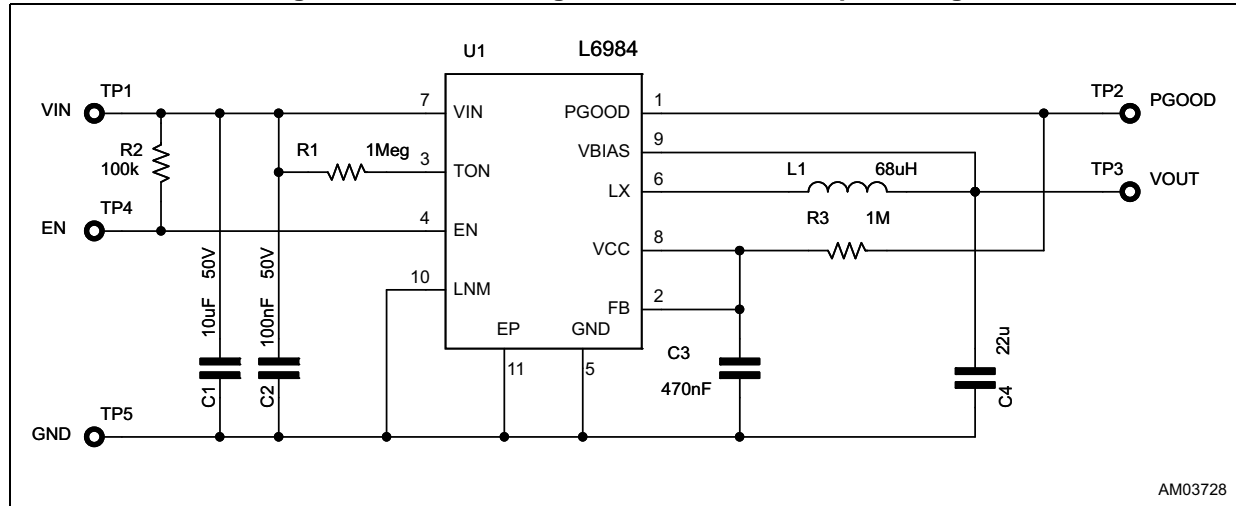 U1 L6984
VIN TP1 7 VIN PGOOD 1 TP2 PGOOD
R2 100k
R1 1Meg 3 TON
VBIAS 9
LX 6 L1 68uH TP3 VOUT
EN TP4 4 EN
VCC 8 R3 1M
10 LNM
FB 2
EP GND
11 5
C1 10uF 50V
C2 100nF 50V
C3
470nF
C4 22u
GND TP5
AM03728